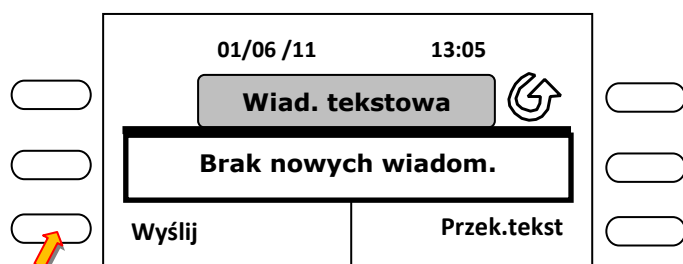 01/06 /11 13:05
Wiad. tekstowa
Brak nowych wiadom.
Wyślij Przek.tekst